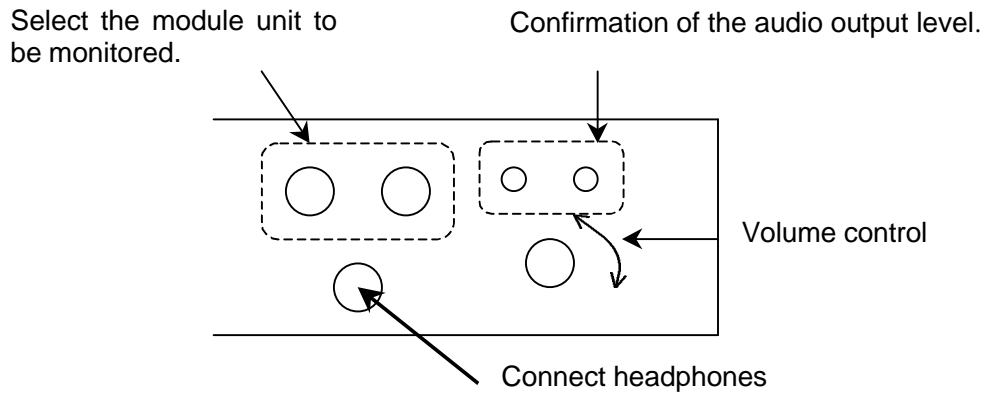 Select the module unit to
be monitored.
Confirmation of the audio output level.
Volume control
Connect headphones